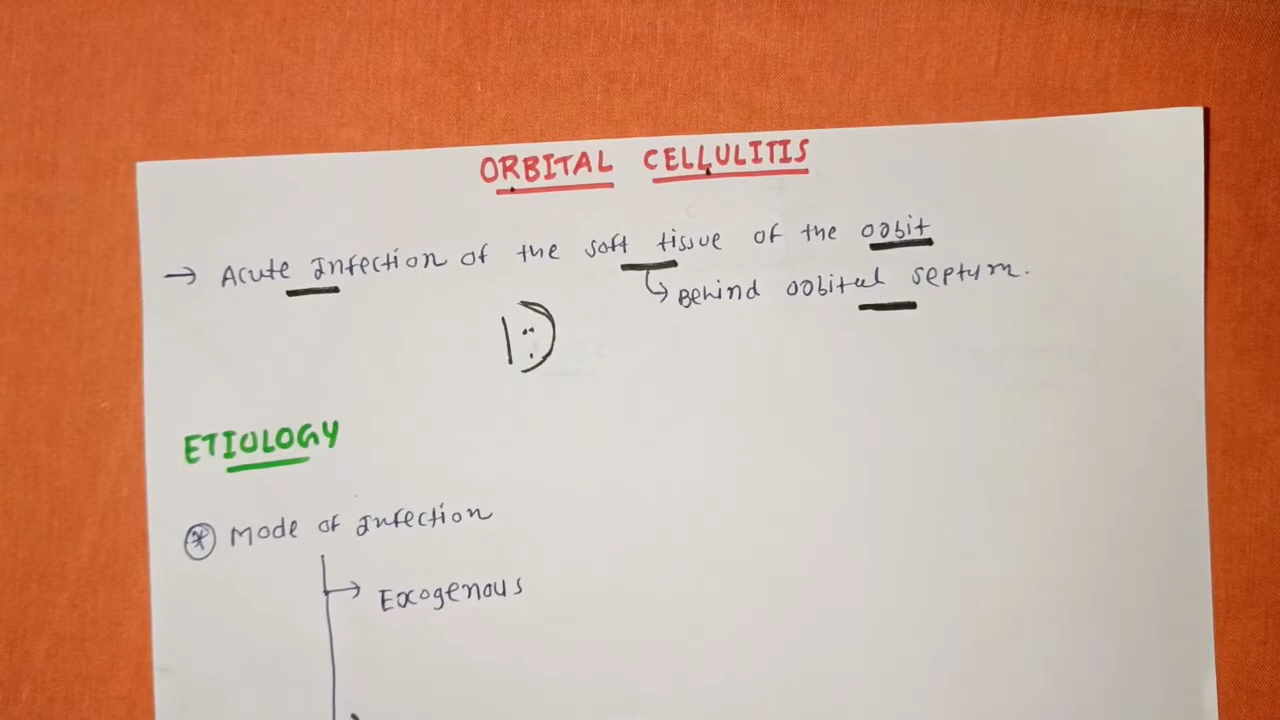 ORBITAL CELLULITIS
→ Acute Infection of the soft tissue of the orbit
↳ Behind orbital septum.
ETIOLOGY
* Mode of Infection
→ Exogenous